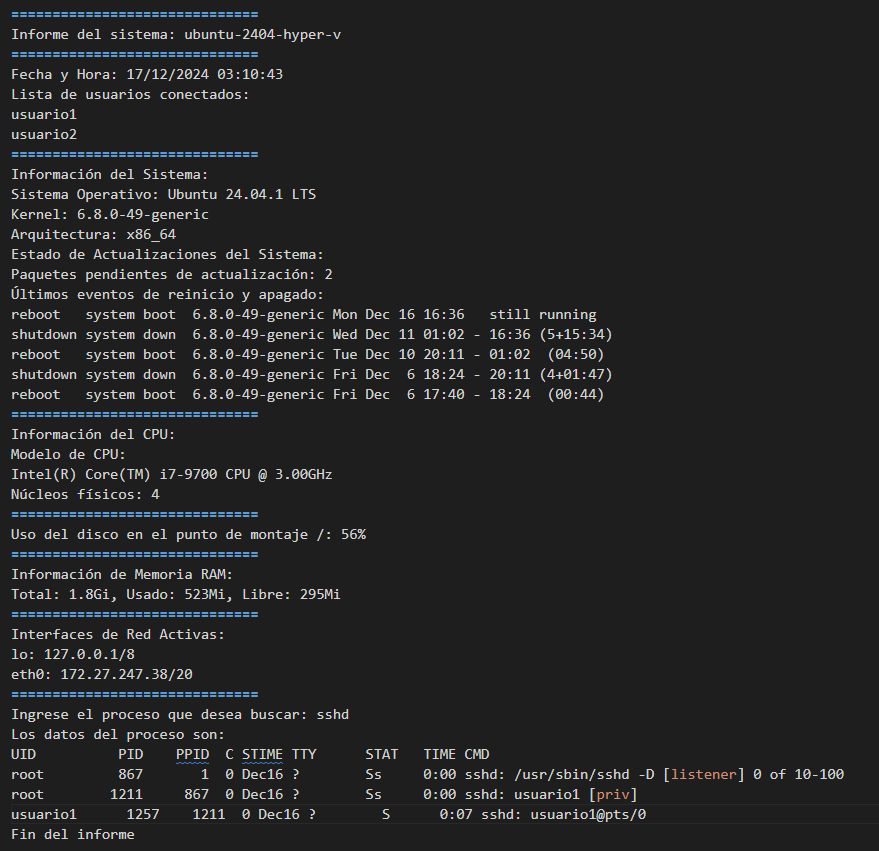 ==============================
Informe del sistema: ubuntu-2404-hyper-v
==============================
Fecha y Hora: 17/12/2024 03:10:43
Lista de usuarios conectados:
usuario1
usuario2
==============================
Información del Sistema:
Sistema Operativo: Ubuntu 24.04.1 LTS
Kernel: 6.8.0-49-generic
Arquitectura: x86_64
Estado de Actualizaciones del Sistema:
Paquetes pendientes de actualización: 2
Últimos eventos de reinicio y apagado:
reboot   system boot  6.8.0-49-generic Mon Dec 16 16:36   still running
shutdown system down  6.8.0-49-generic Wed Dec 11 01:02 - 16:36 (5+15:34)
reboot   system boot  6.8.0-49-generic Tue Dec 10 20:11 - 01:02  (04:50)
shutdown system down  6.8.0-49-generic Fri Dec  6 18:24 - 20:11 (4+01:47)
reboot   system boot  6.8.0-49-generic Fri Dec  6 17:40 - 18:24  (00:44)
==============================
Información del CPU:
Modelo de CPU:
Intel(R) Core(TM) i7-9700 CPU @ 3.00GHz
Núcleos físicos: 4
==============================
Uso del disco en el punto de montaje /: 56%
==============================
Información de Memoria RAM:
Total: 1.8Gi, Usado: 523Mi, Libre: 295Mi
==============================
Interfaces de Red Activas:
lo: 127.0.0.1/8
eth0: 172.27.247.38/20
==============================
Ingrese el proceso que desea buscar: sshd
Los datos del proceso son:
UID          PID    PPID  C STIME TTY      STAT   TIME CMD
root         867       1  0 Dec16 ?        Ss     0:00 sshd: /usr/sbin/sshd -D [listener] 0 of 10-100
root        1211     867  0 Dec16 ?        Ss     0:00 sshd: usuario1 [priv]
usuario1      1257    1211  0 Dec16 ?        S      0:07 sshd: usuario1@pts/0
Fin del informe